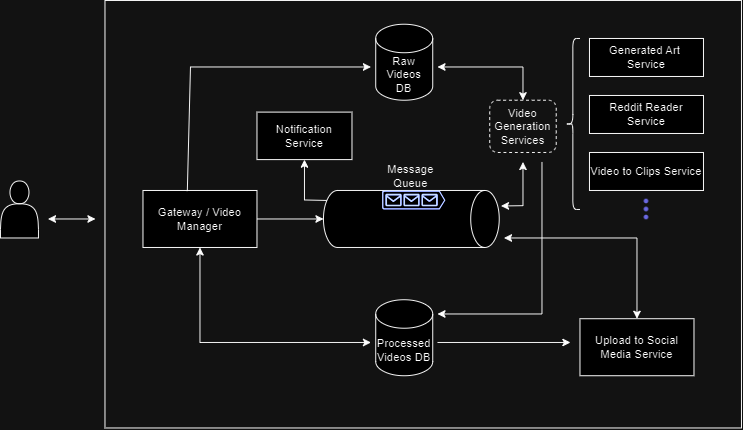 Raw
Videos
DB
Generated Art
Service
Video
Generation
Services
Reddit Reader
Service
Notification
Service
Message
Queue
Video to Clips Service
Gateway / Video
Manager
Processed
Videos DB
Upload to Social
Media Service